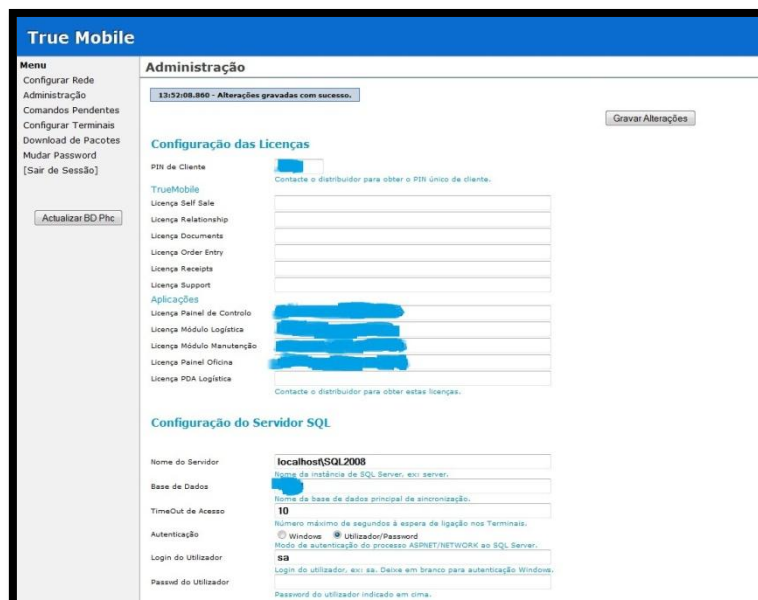 True Mobile
Menu
Configurar Rede
Administração
Comandos Pendentes
Configurar Terminais
Download de Pacotes
Mudar Password
[Sair de Sessão]
Actualizar BD Phc
Administração
13:52:08.860 - Alterações gravadas com sucesso.
Gravar Alterações
Configuração das Licenças
PIN de Cliente
Contacte o distribuidor para obter o PIN único de cliente.
TrueMobile
Licença Self Sale
Licença Relationship
Licença Documents
Licença Order Entry
Licença Receipts
Licença Support
Aplicações
Licença Painel de Controlo
Licença Módulo Logística
Licença Módulo Manutenção
Licença Painel Oficina
Licença PDA Logística
Contacte o distribuidor para obter estas licenças.
Configuração do Servidor SQL
Nome do Servidor
localhost\SQL2008
Nome da instância de SQL Server, ex: server.
Base de Dados
Nome da base de dados principal de sincronização.
TimeOut de Acesso
10
Número máximo de segundos à espera de ligação nos Terminais.
Autenticação
Windows Utilizador/Password
Modo de autenticação do processo ASPNET/NETWORK ao SQL Server.
Login do Utilizador
sa
Login do utilizador, ex: sa. Deixe em branco para autenticação Windows.
Passwd do Utilizador
Password do utilizador indicado em cima.